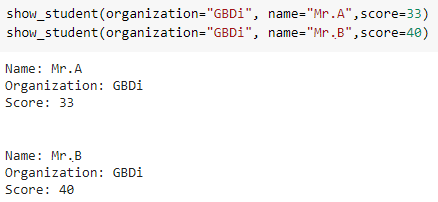 show_student(organization="GBDi", name="Mr.A",score=33)
show_student(organization="GBDi", name="Mr.B",score=40)
Name: Mr.A
Organization: GBDi
Score: 33
Name: Mr.B
Organization: GBDi
Score: 40